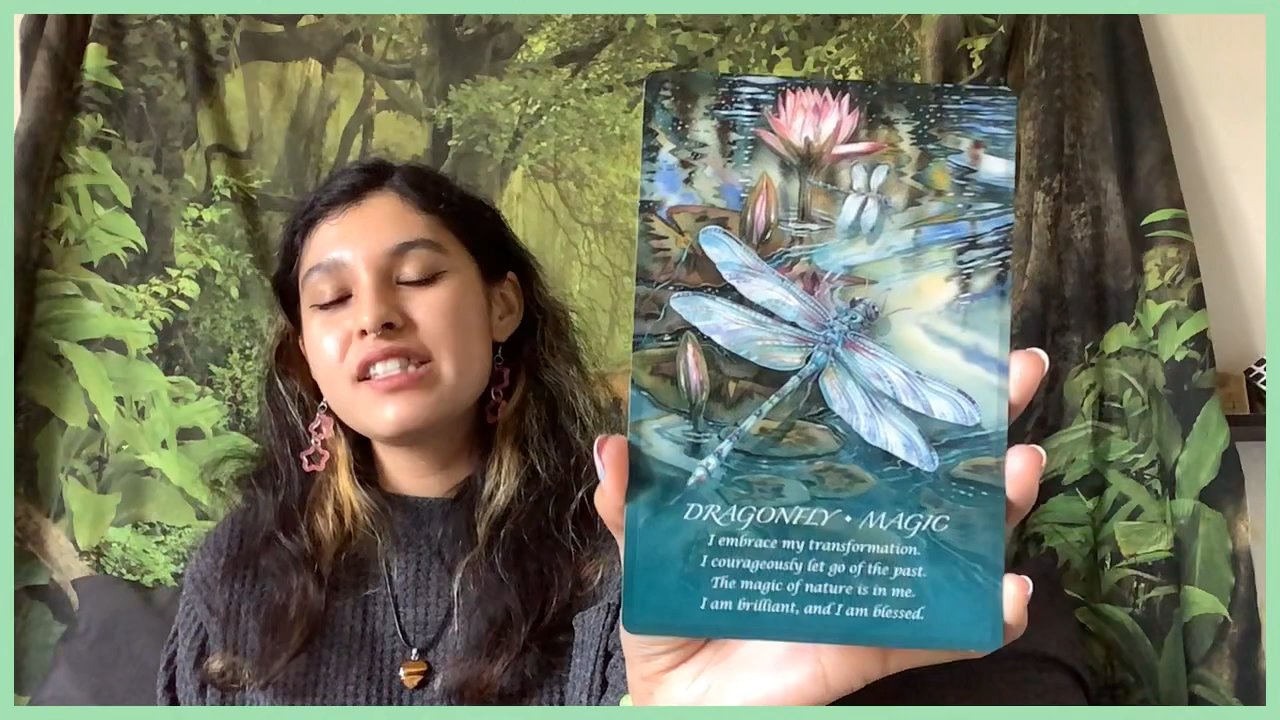 DRAGONFLY • MAGIC
I embrace my transformation.
I courageously let go of the past.
The magic of nature is in me.
I am brilliant, and I am blessed.